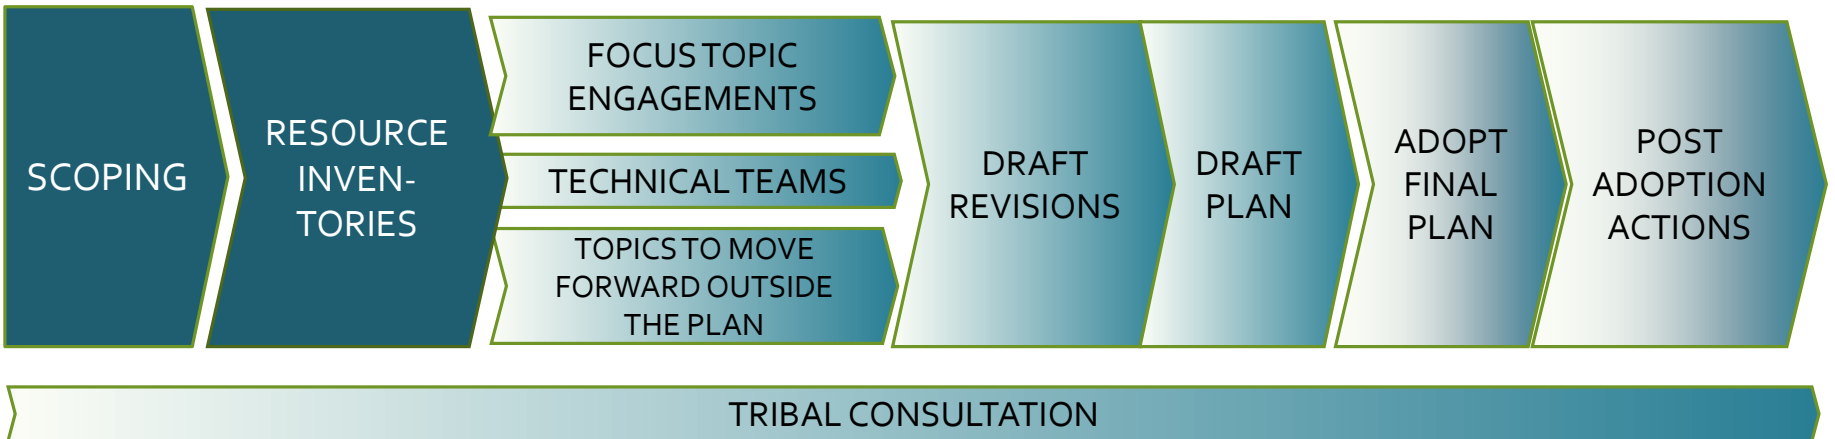 SCOPING
RESOURCE
INVEN-
TORIES
FOCUS TOPIC
ENGAGEMENTS
TECHNICAL TEAMS
TOPICS TO MOVE
FORWARD OUTSIDE
THE PLAN
DRAFT
REVISIONS
DRAFT
PLAN
ADOPT
FINAL
PLAN
POST
ADOPTION
ACTIONS
TRIBAL CONSULTATION